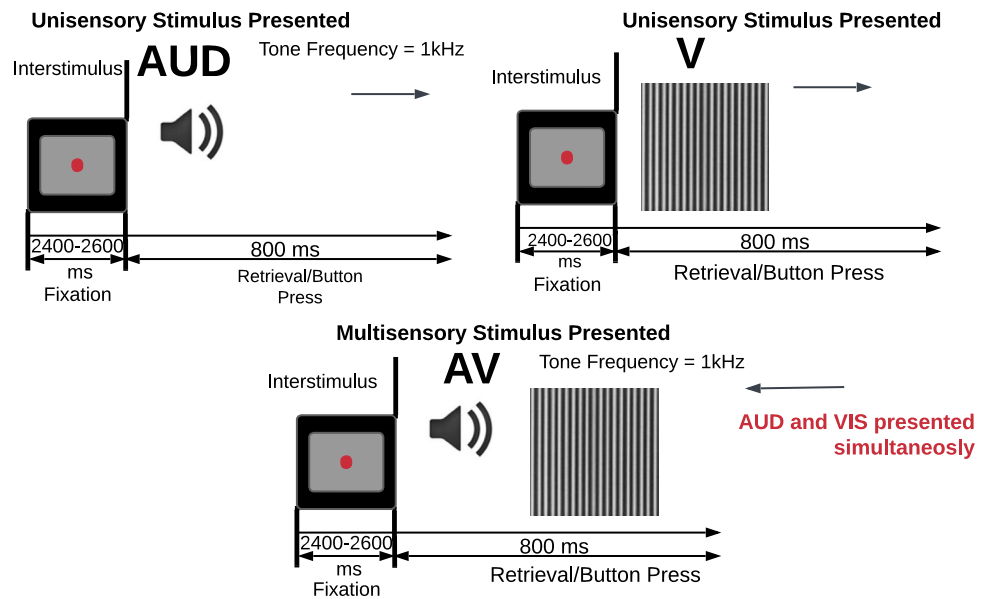 Unisensory Stimulus Presented
AUD
Tone Frequency = 1kHz
Interstimulus
2400-2600
ms
Fixation
800 ms
Retrieval/Button
Press
Unisensory Stimulus Presented
V
Interstimulus
2400-2600
ms
Fixation
800 ms
Retrieval/Button Press
Multisensory Stimulus Presented
AV
Tone Frequency = 1kHz
Interstimulus
AUD and VIS presented
simultaneosly
2400-2600
ms
Fixation
800 ms
Retrieval/Button Press